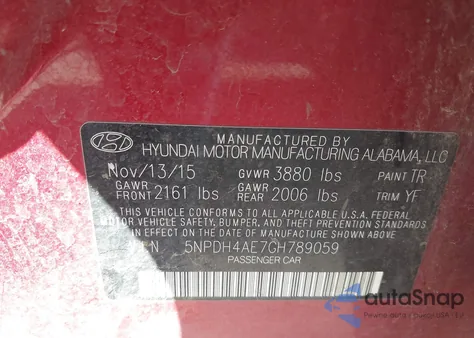 MANUFACTURED BY
HYUNDAI MOTOR MANUFACTURING ALABAMA, LLC
Nov/13/15 GVWR 3880 lbs PAINT TR
GAWR FRONT 2161 lbs GAWR REAR 2006 lbs TRIM YF
THIS VEHICLE CONFORMS TO ALL APPLICABLE U.S.A. FEDERAL
MOTOR VEHICLE SAFETY, BUMPER, AND THEFT PREVENTION STANDARDS
IN EFFECT ON THE DATE OF MANUFACTURE SHOWN ABOVE.
5NPDH4AE7GH789059
PASSENGER CAR
autoSnap